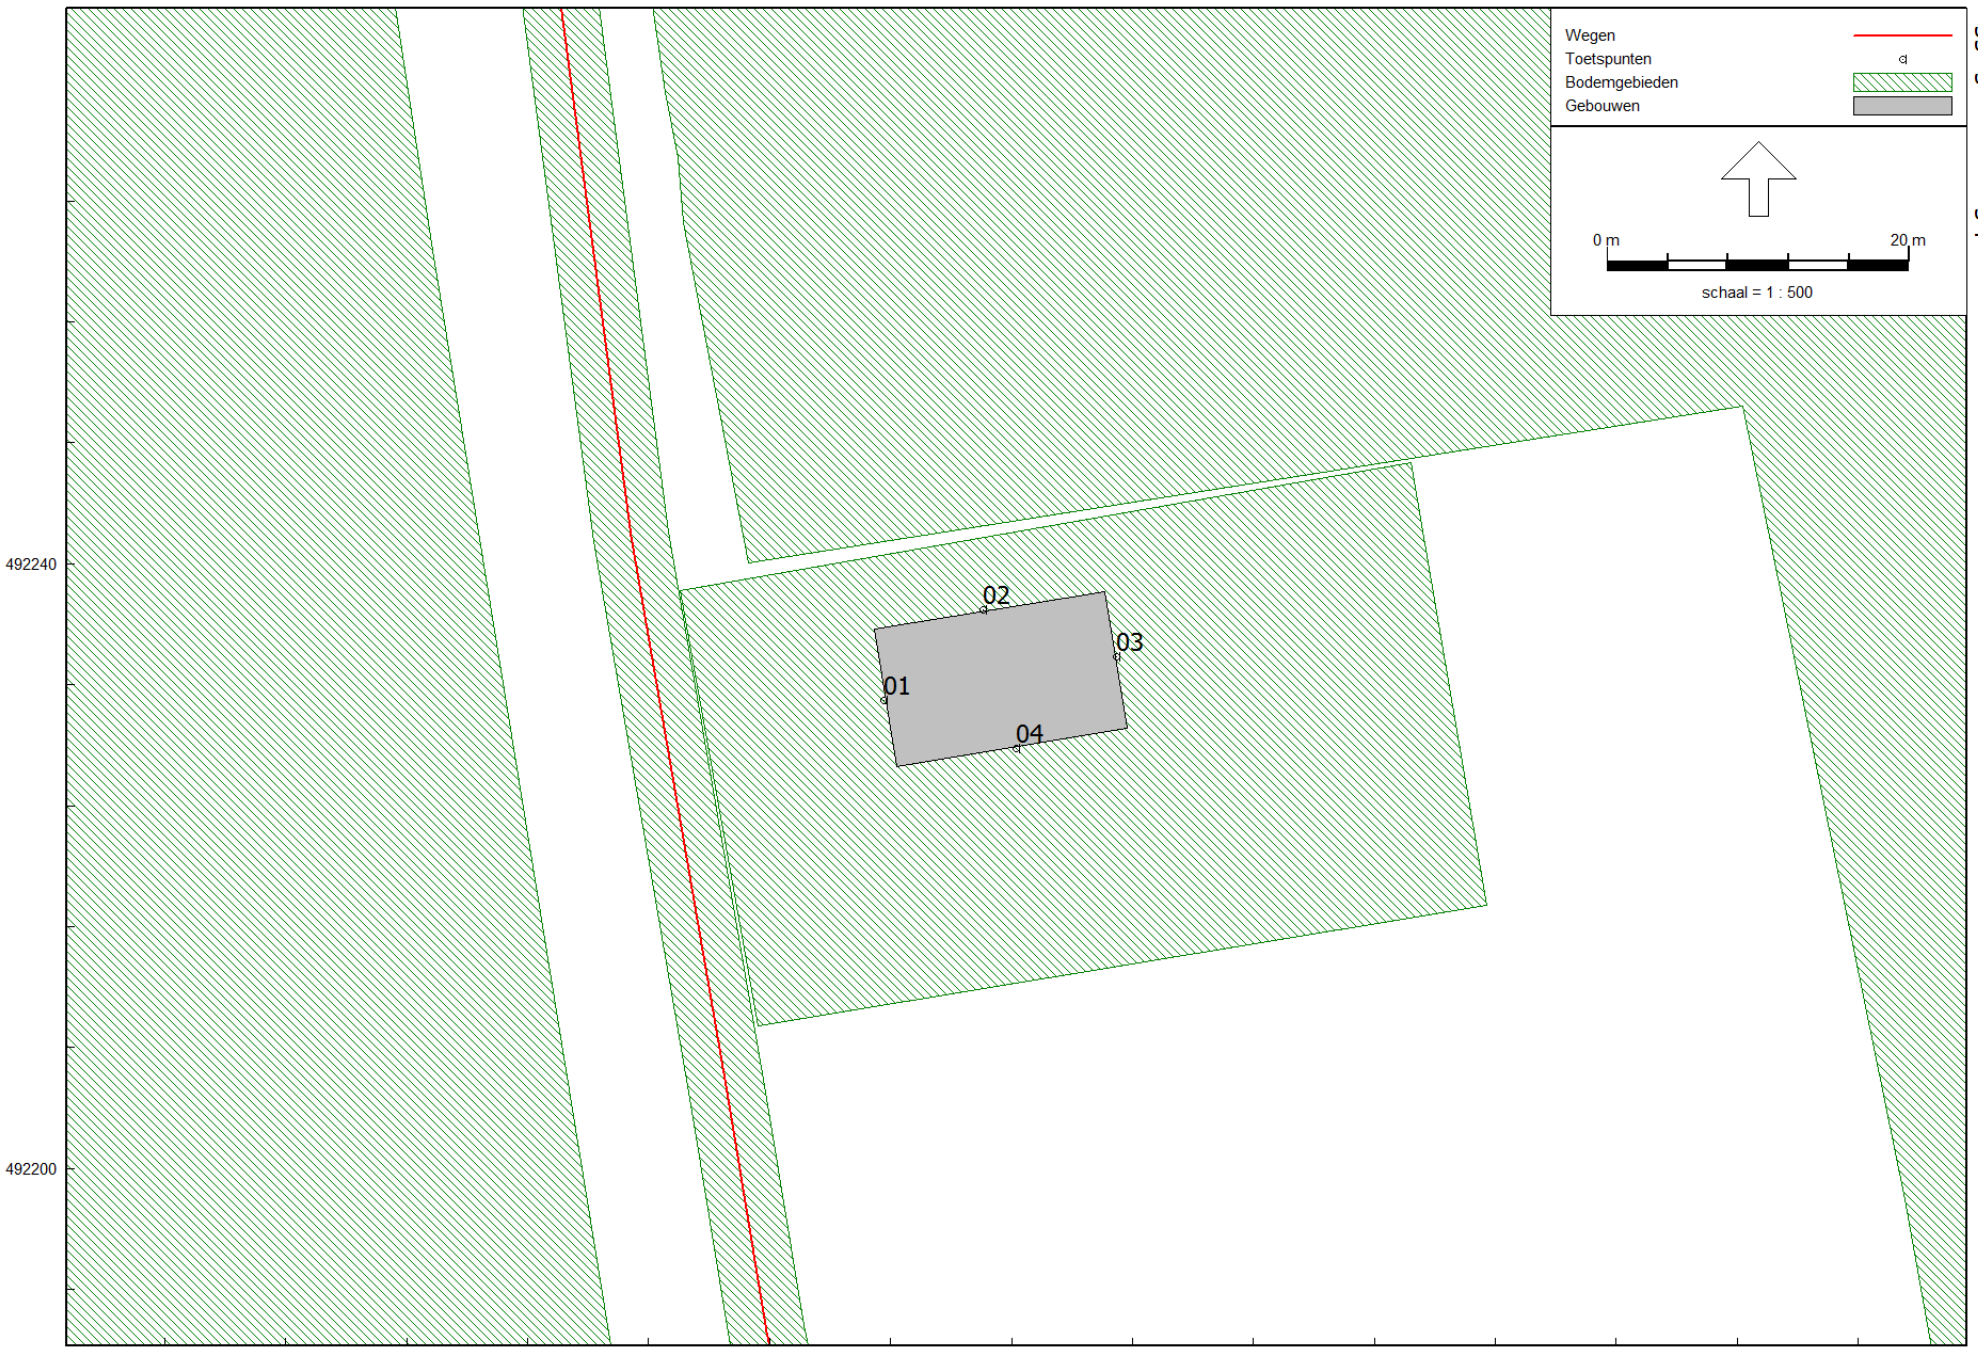 Wegen
Toetspunten
Bodemgebieden
Gebouwen
0 m 20 m
schaal = 1 : 500
492240
02
03
01
04
492200